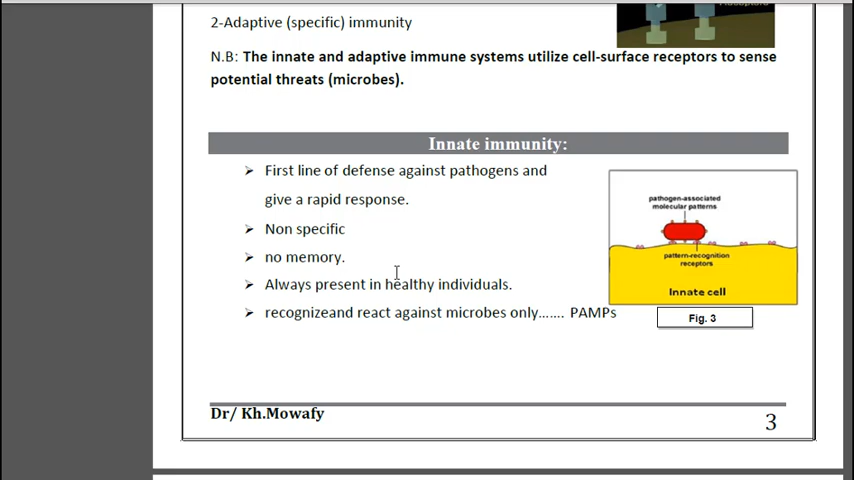 2-Adaptive (specific) immunity
N.B: The innate and adaptive immune systems utilize cell-surface receptors to sense
potential threats (microbes).
Innate immunity:
➢ First line of defense against pathogens and
give a rapid response.
➢ Non specific
➢ no memory.
➢ Always present in healthy individuals.
➢ recognizeand react against microbes only....... PAMPs
pathogen-associated
molecular patterns
pattern-recognition
receptors
Innate cell
Fig. 3
Dr/ Kh.Mowafy
3